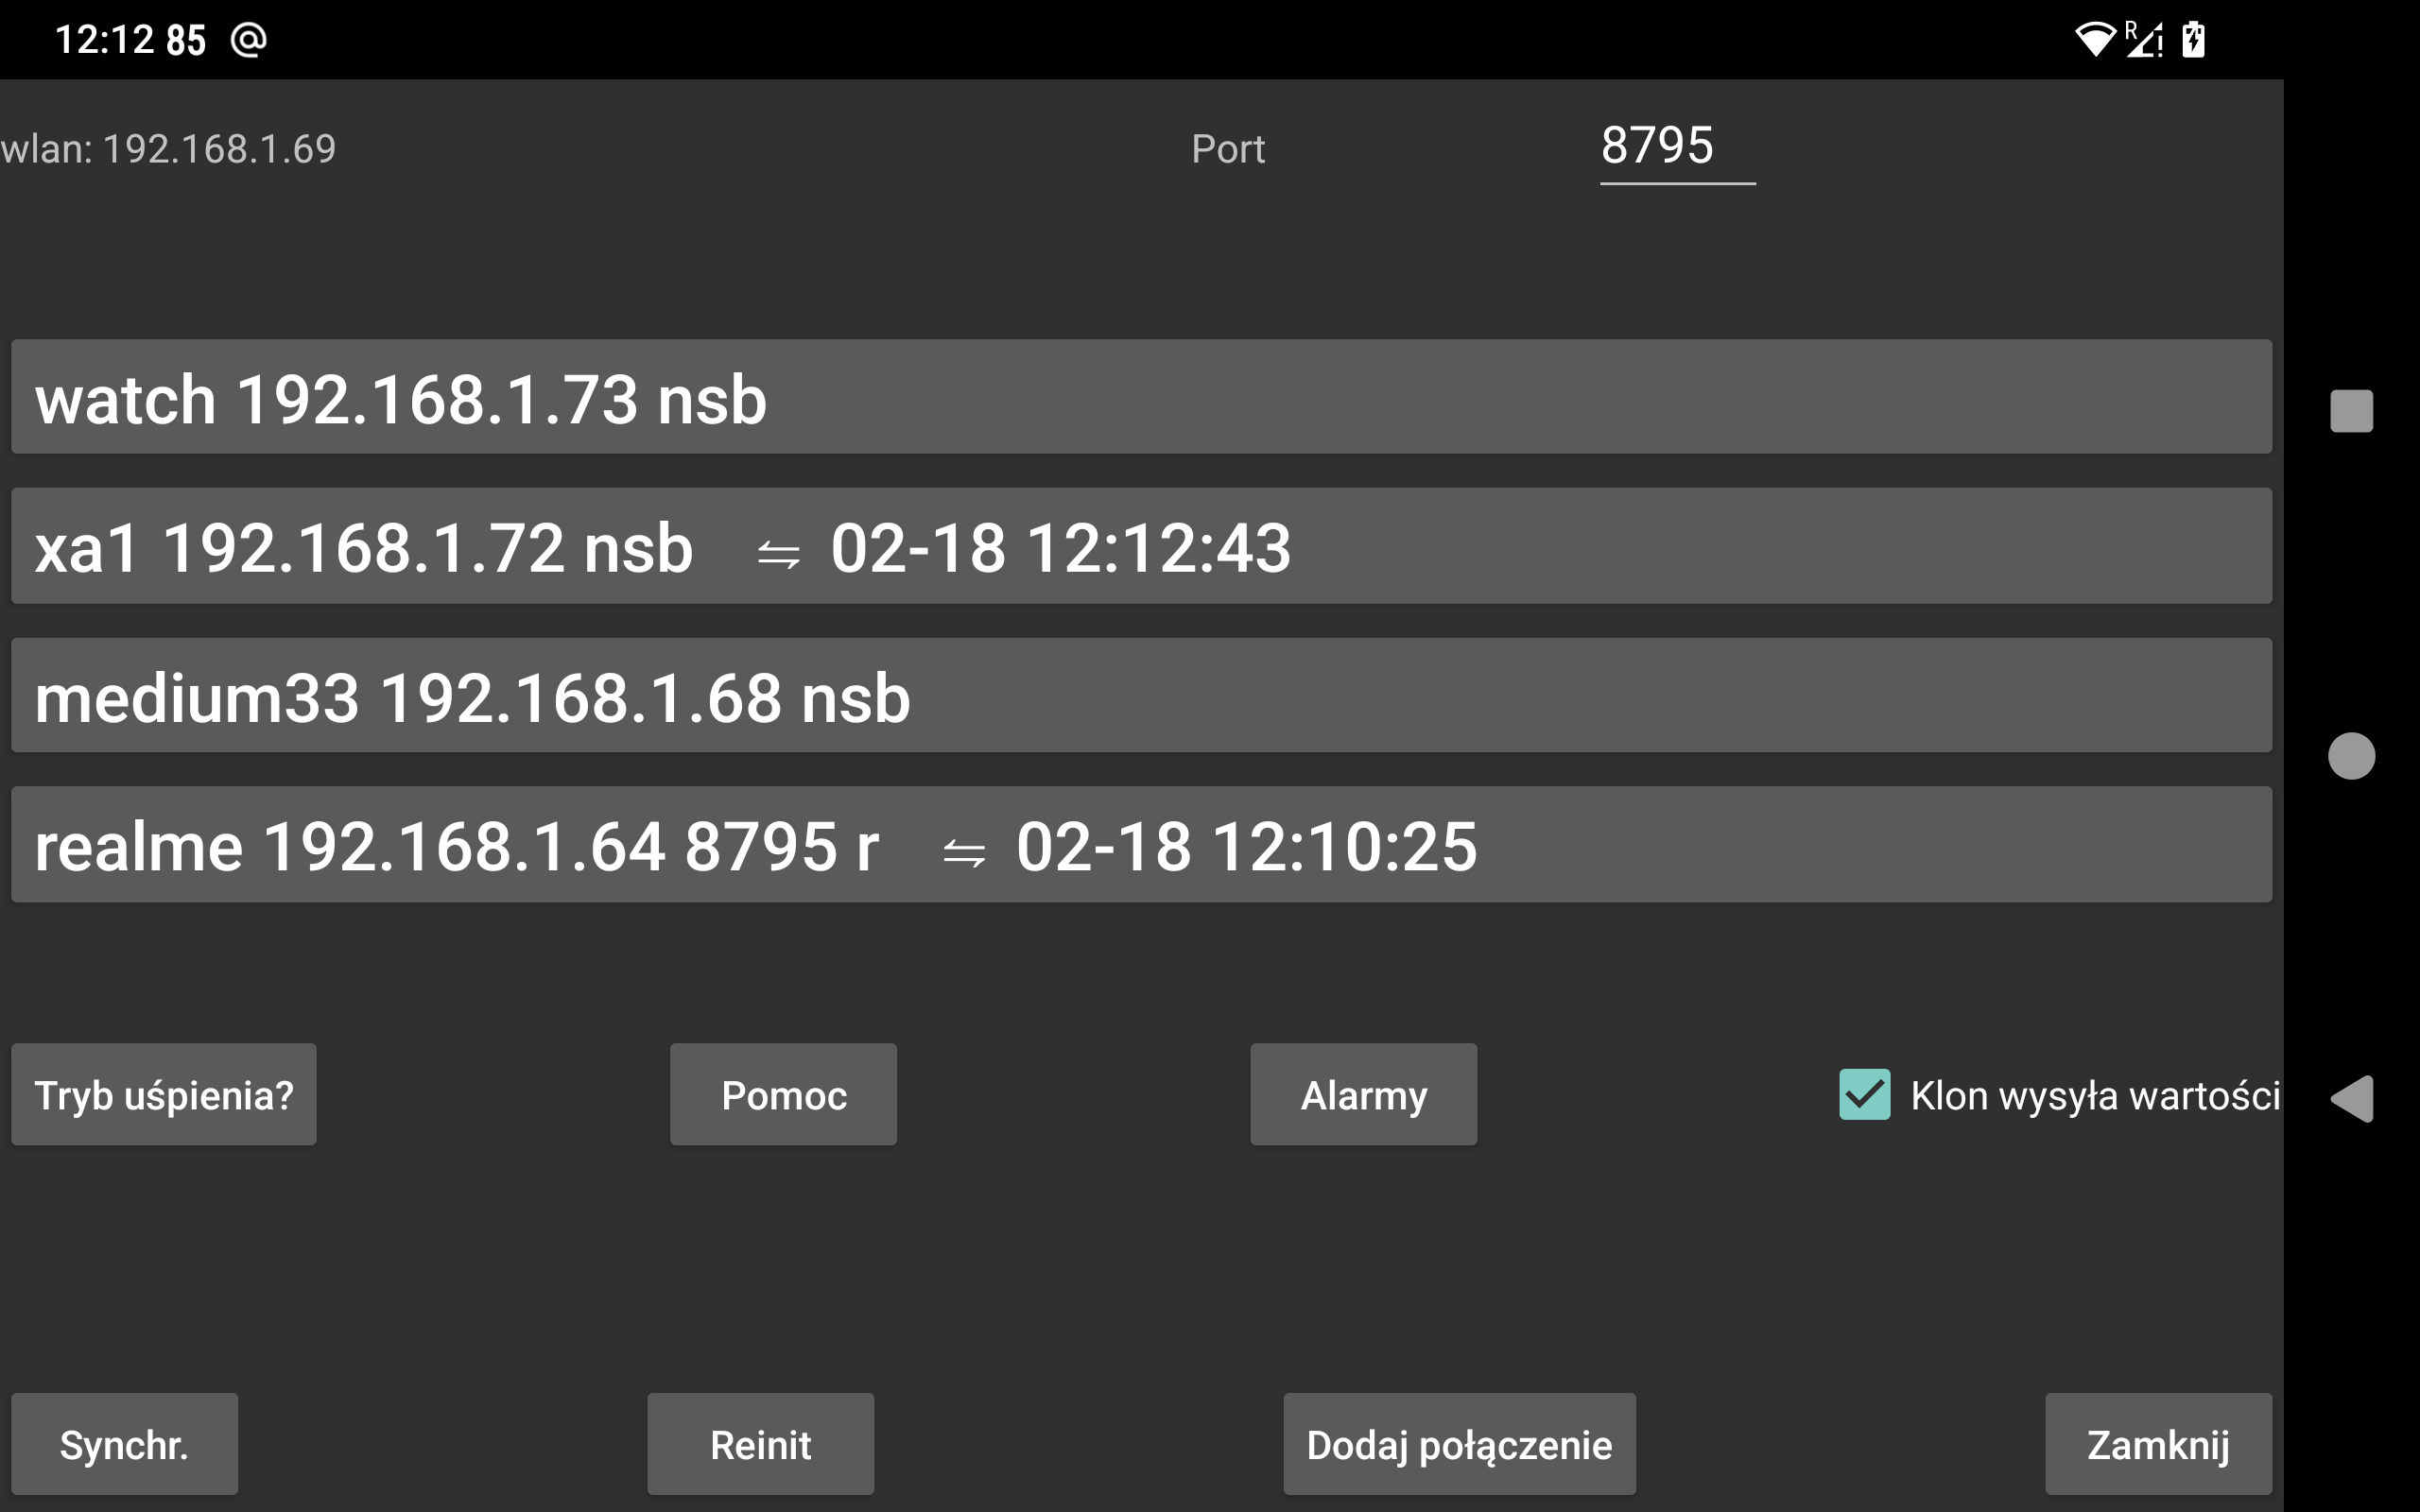 12:12 85
wlan: 192.168.1.69 Port 8795
watch 192.168.1.73 nsb
xa1 192.168.1.72 nsb ⇋ 02-18 12:12:43
medium33 192.168.1.68 nsb
realme 192.168.1.64 8795 r ⇋ 02-18 12:10:25
Tryb uśpienia? Pomoc Alarmy Klon wysyła wartości
Synchr. Reinit Dodaj połączenie Zamknij